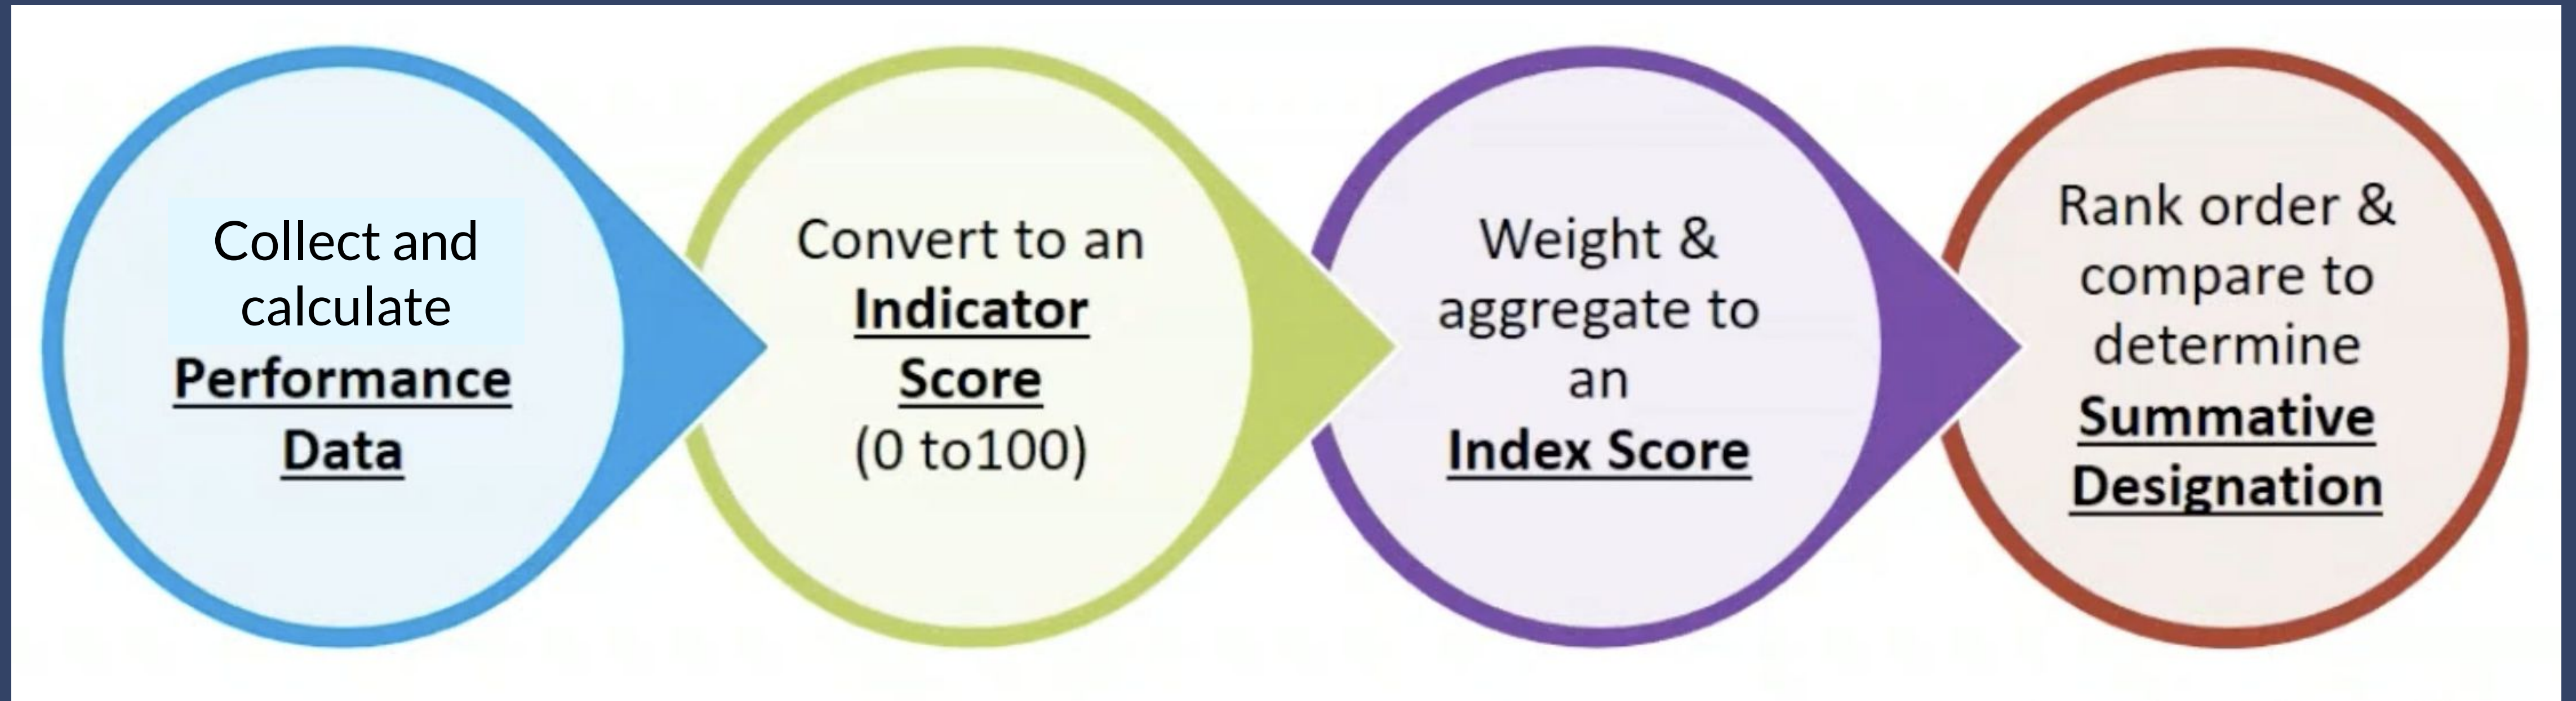 Collect and
calculate
Performance
Data
Convert to an
Indicator
Score
(0 to100)
Weight &
aggregate to
an
Index Score
Rank order &
compare to
determine
Summative
Designation